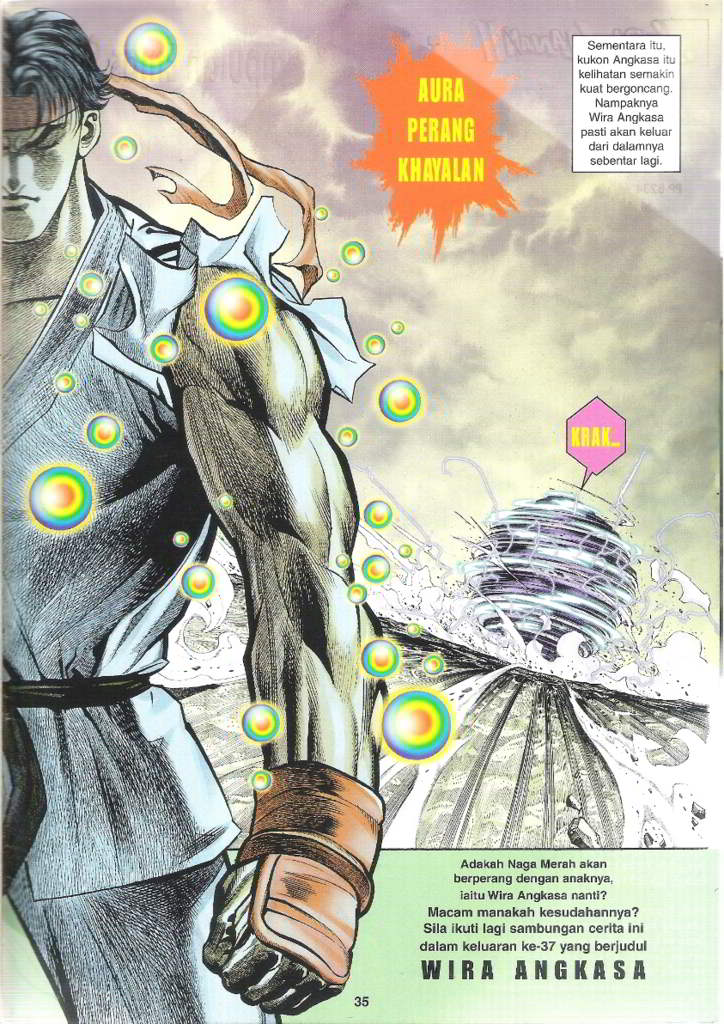 Sementara itu,
kukon Angkasa itu
kelihatan semakin
kuat bergoncang.
Nampaknya
Wira Angkasa
pasti akan keluar
dari dalamnya
sebentar lagi.
AURA
PERANG
KHAYALAN
KRAK...
Adakah Naga Merah akan
berperang dengan anaknya,
iaitu Wira Angkasa nanti?
Macam manakah kesudahannya?
Sila ikuti lagi sambungan cerita ini
dalam keluaran ke-37 yang berjudul
WIRA ANGKASA
35